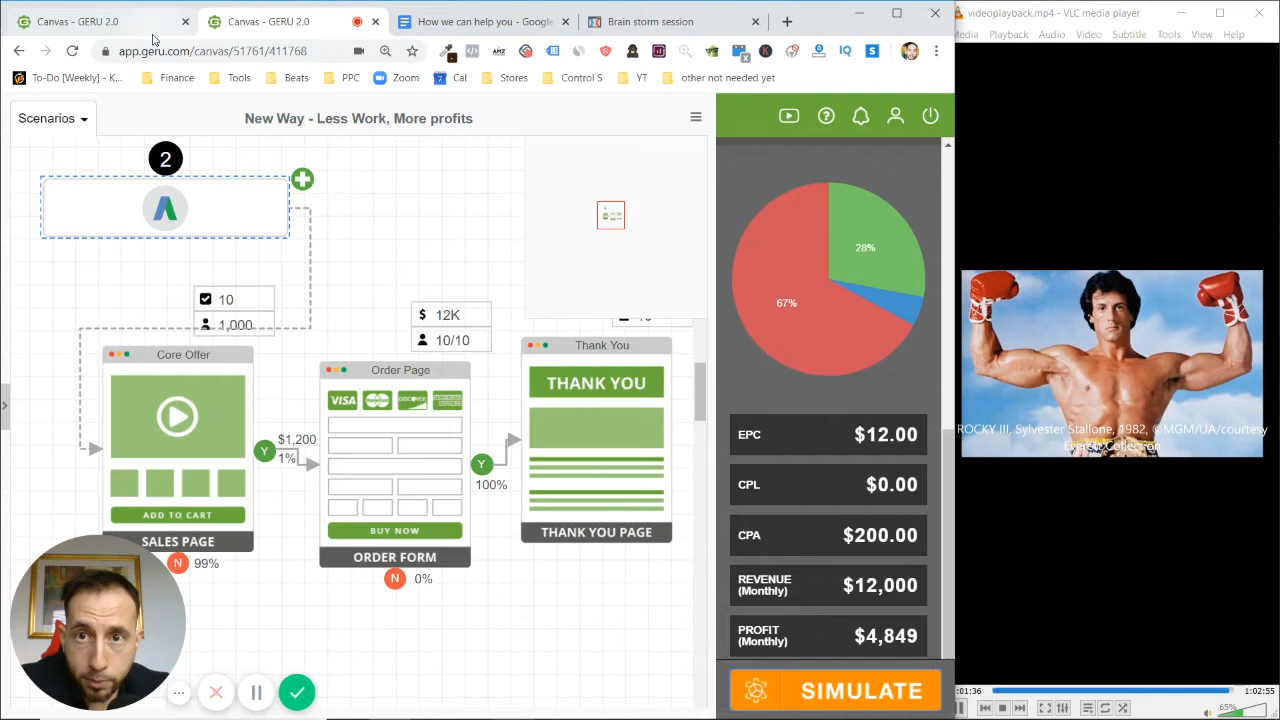 Canvas - GERU 2.0
Canvas - GERU 2.0
How we can help you - Google
Brain storm session
videoplayback.mp4 - VLC media player
app.geru.com/canvas/51761/411768
Media Playback Audio Video Subtitle Tools View Help
To-Do [Weekly] - K...
Finance
Tools
Beats
PPC
Zoom
Cal
Stores
Control S
YT
other not needed yet
Scenarios
New Way - Less Work, More profits
2
10
1,000
$ 12K
10/10
Core Offer
ADD TO CART
SALES PAGE
Y
$1,200
1%
N 99%
Order Page
VISA
MasterCard
DISCOVER
BUY NOW
ORDER FORM
Y
100%
N 0%
Thank You
THANK YOU
THANK YOU PAGE
28%
67%
EPC $12.00
CPL $0.00
CPA $200.00
REVENUE (Monthly) $12,000
PROFIT (Monthly) $4,849
SIMULATE
ROCKY III, Sylvester Stallone, 1982, ©MGM/UA/courtesy
Everett Collection
:01:36
1:02:55
65%